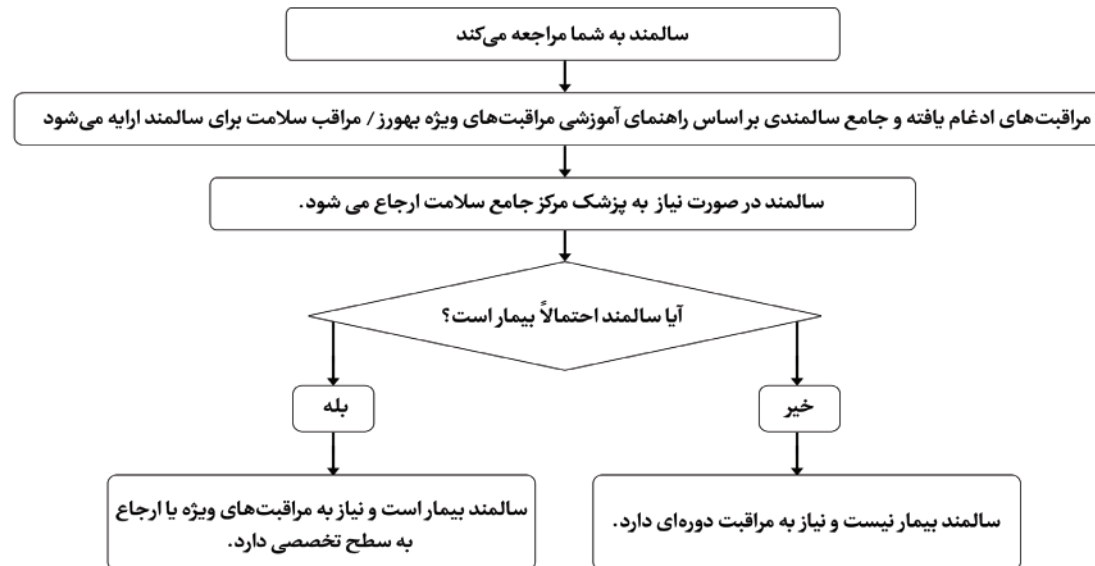 سالمند به شما مراجعه می‌کند
مراقبت‌های ادغام یافته و جامع سالمندی بر اساس راهنمای آموزشی مراقبت‌های ویژه بهورز/ مراقب سلامت برای سالمند ارایه می‌شود
سالمند در صورت نیاز به پزشک مرکز جامع سلامت ارجاع می شود.
آیا سالمند احتمالاً بیمار است؟
خیر
بله
سالمند بیمار نیست و نیاز به مراقبت دوره‌ای دارد.
سالمند بیمار است و نیاز به مراقبت‌های ویژه یا ارجاع
به سطح تخصصی دارد.